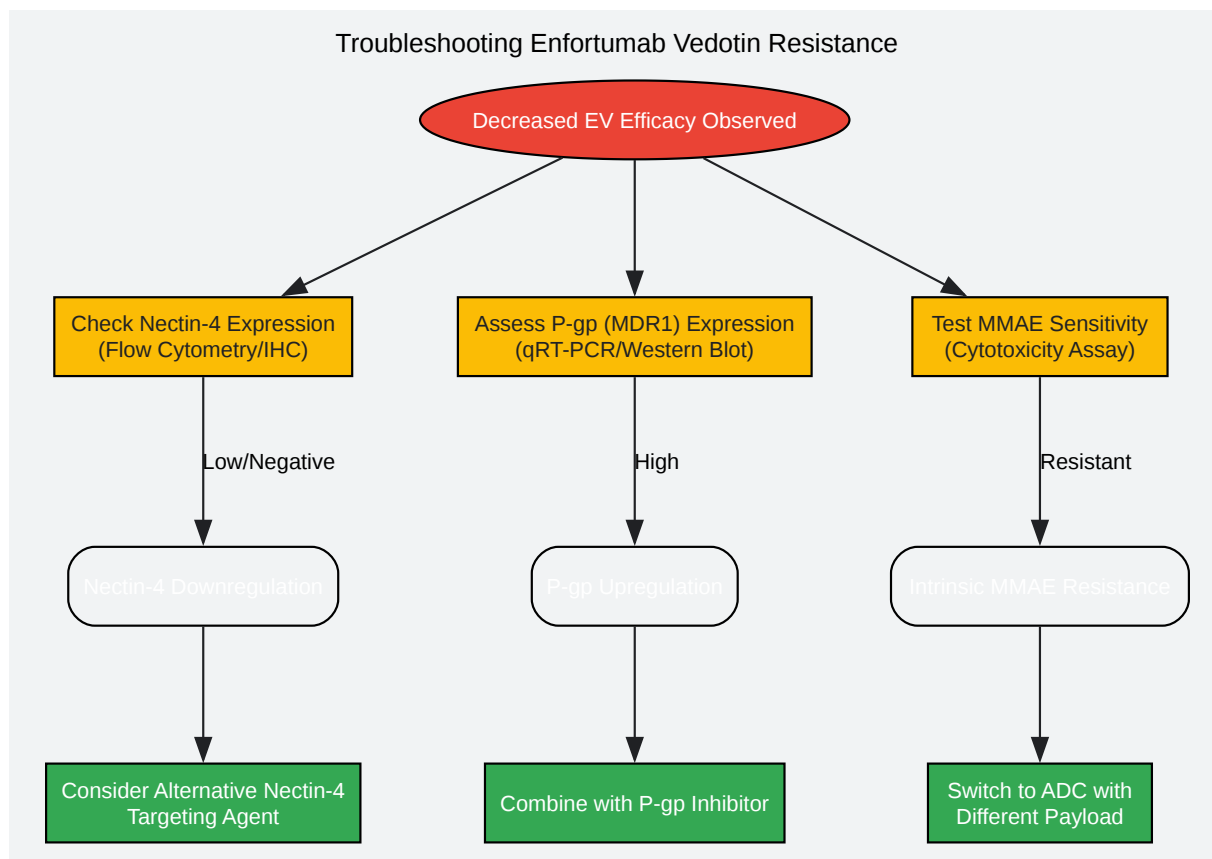 Troubleshooting Enfortumab Vedotin Resistance
Decreased EV Efficacy Observed
Check Nectin-4 Expression
(Flow Cytometry/IHC)
Assess P-gp (MDR1) Expression
(qRT-PCR/Western Blot)
Test MMAE Sensitivity
(Cytotoxicity Assay)
Low/Negative
High
Resistant
Nectin-4 Downregulation
P-gp Upregulation
Intrinsic MMAE Resistance
Consider Alternative Nectin-4
Targeting Agent
Combine with P-gp Inhibitor
Switch to ADC with
Different Payload